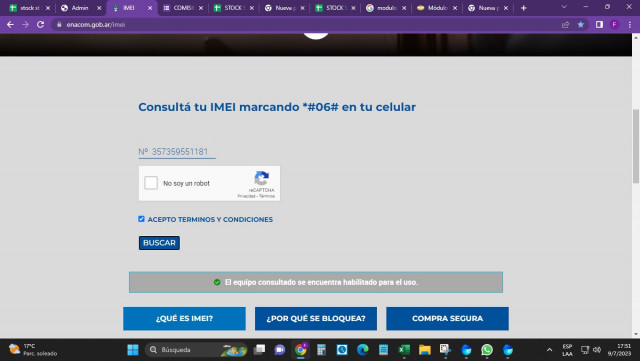 stock st
Admin
IMEI
COMISI
STOCK S
Nueva p
STOCK S
modulo
Módulo
Nueva p
enacom.gob.ar/imei
F
Consultá tu IMEI marcando *#06# en tu celular
Nº 357359551181
No soy un robot
reCAPTCHA
Privacidad - Términos
ACEPTO TERMINOS Y CONDICIONES
BUSCAR
El equipo consultado se encuentra habilitado para el uso.
¿QUÉ ES IMEI?
¿POR QUÉ SE BLOQUEA?
COMPRA SEGURA
17°C
Parc. soleado
Búsqueda
ESP
LAA
17:51
9/7/2023